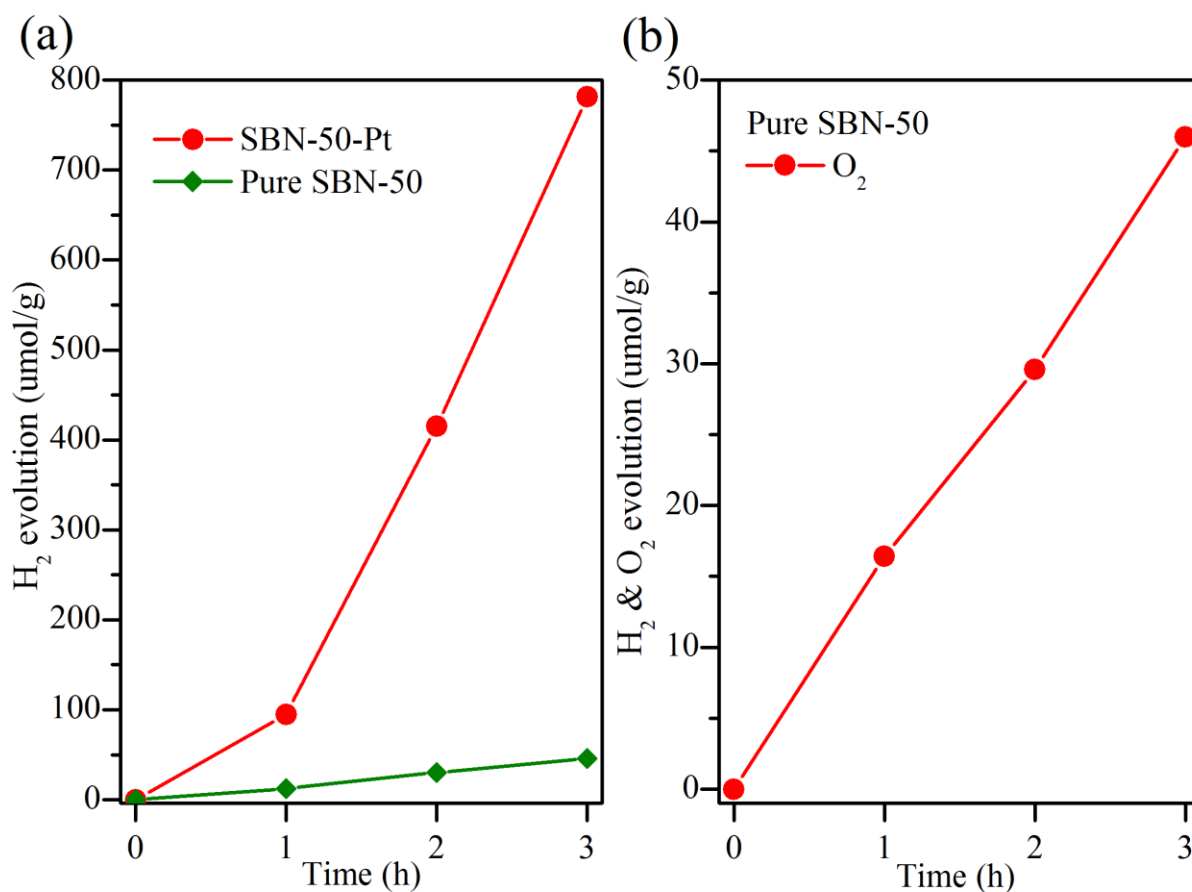 (a)
H₂ evolution (umol/g)
800
700
600
500
400
300
200
100
0
SBN-50-Pt
Pure SBN-50
0 1 2 3
Time (h)
(b)
H₂ & O₂ evolution (umol/g)
50
40
30
20
10
0
Pure SBN-50
O₂
0 1 2 3
Time (h)